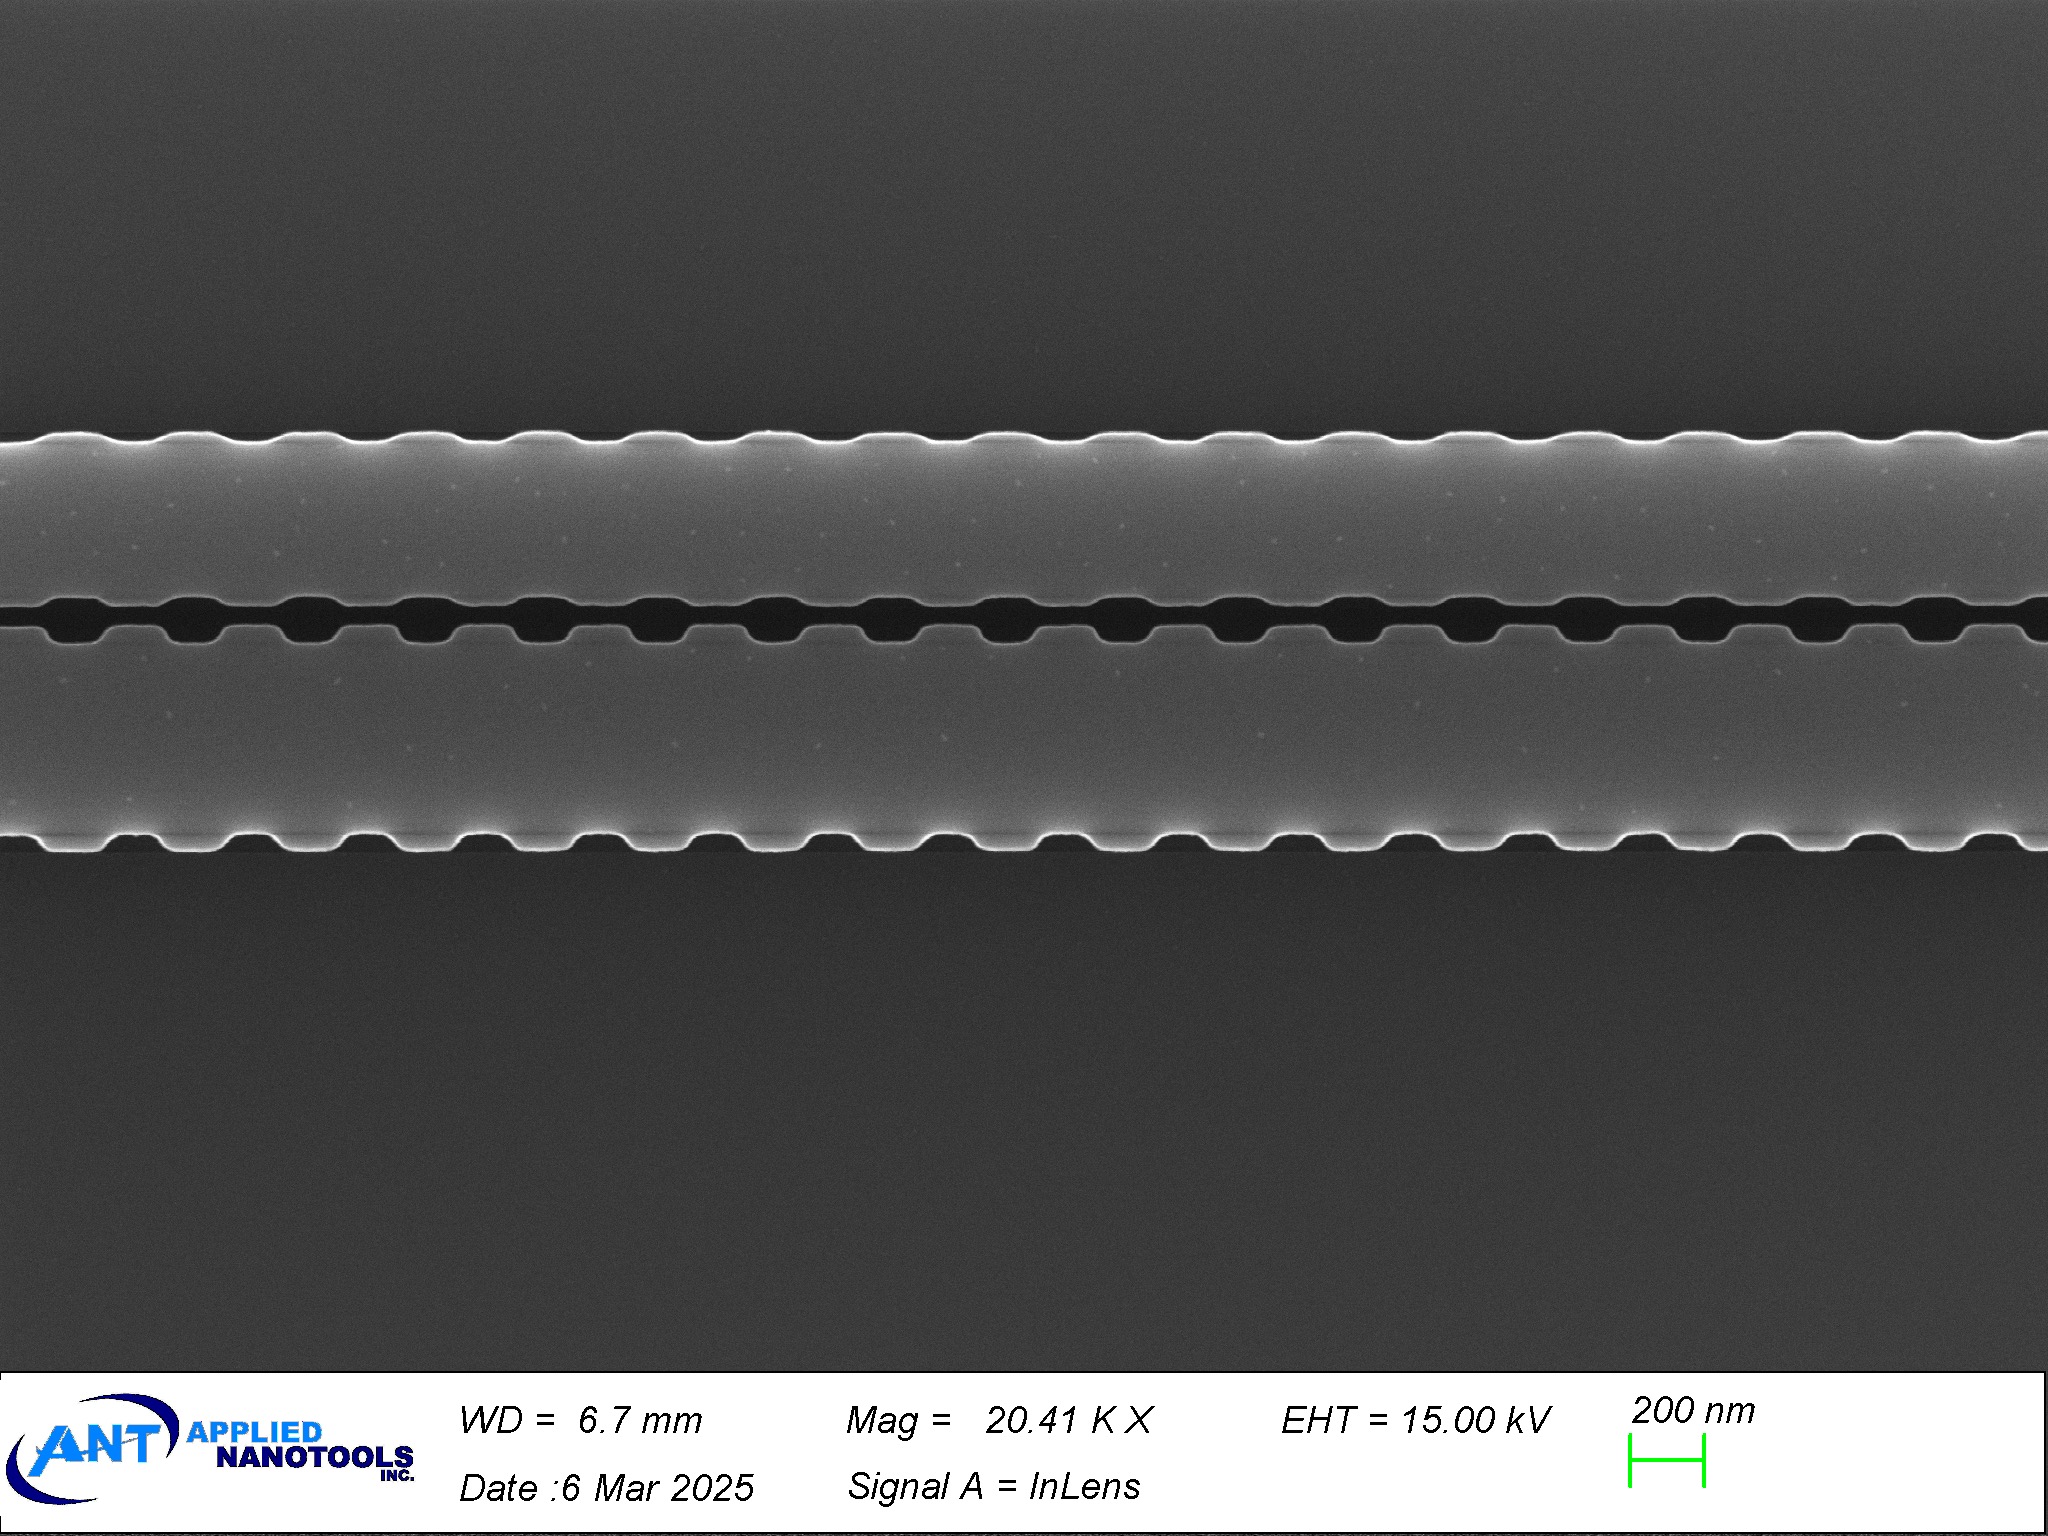 ANT APPLIED
NANOTOOLS
INC.
WD = 6.7 mm
Mag = 20.41 K X
EHT = 15.00 kV
200 nm
Date :6 Mar 2025
Signal A = InLens